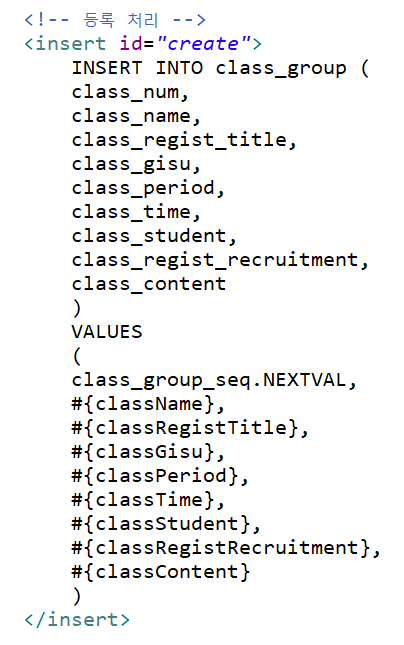 <!-- 등록 처리 -->
<insert id="create">
INSERT INTO class_group (
class_num,
class_name,
class_regist_title,
class_gisu,
class_period,
class_time,
class_student,
class_regist_recruitment,
class_content
)
VALUES
(
class_group_seq.NEXTVAL,
#{className},
#{classRegistTitle},
#{classGisu},
#{classPeriod},
#{classTime},
#{classStudent},
#{classRegistRecruitment},
#{classContent}
)
</insert>